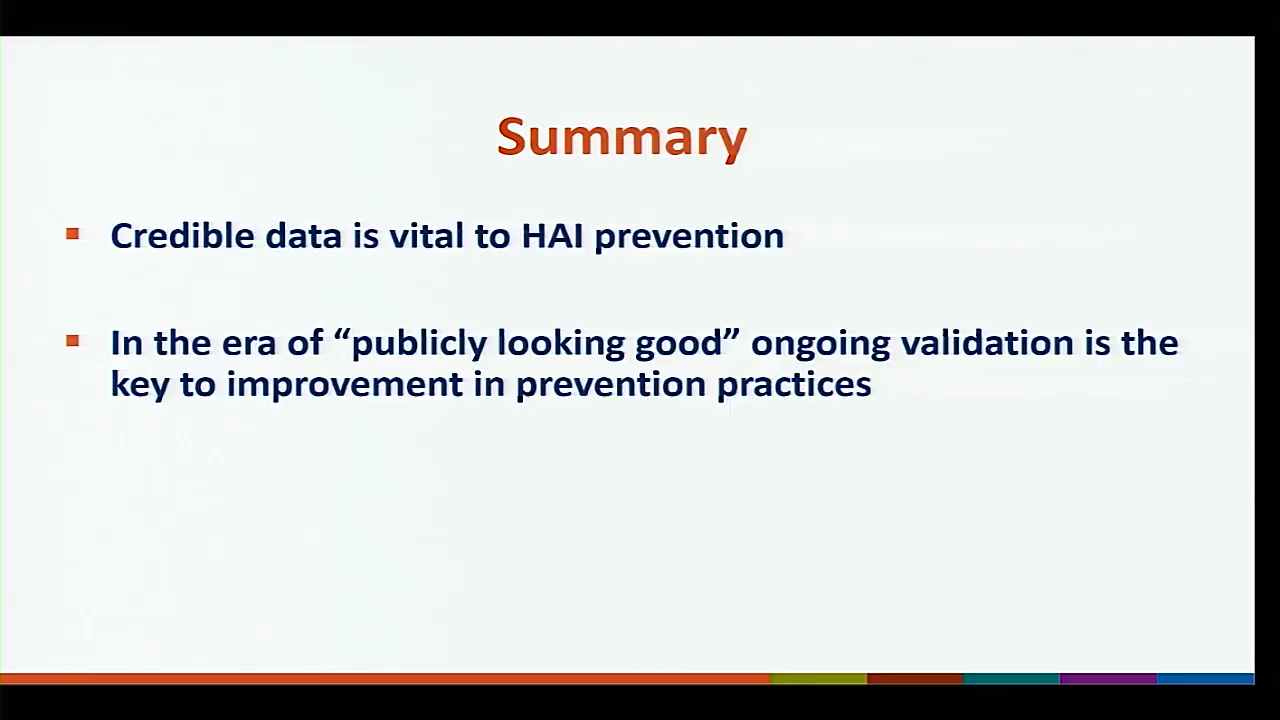 Summary
▪ Credible data is vital to HAI prevention
▪ In the era of “publicly looking good” ongoing validation is the
key to improvement in prevention practices